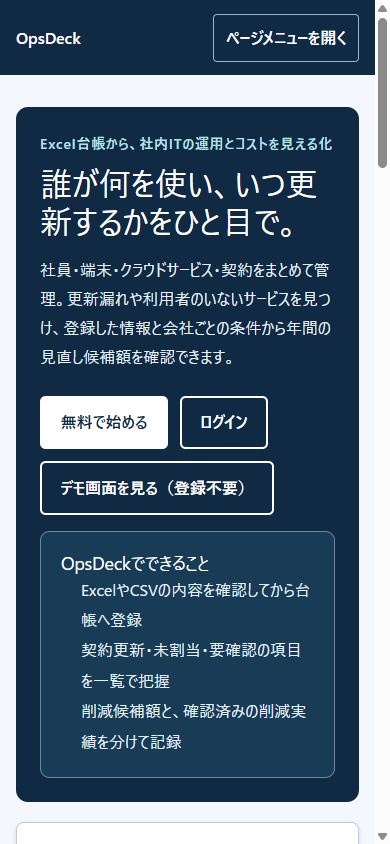 OpsDeck
ページメニューを開く
Excel台帳から、社内ITの運用とコストを見える化
誰が何を使い、いつ更
新するかをひと目で。
社員・端末・クラウドサービス・契約をまとめて管
理。更新漏れや利用者のいないサービスを見つ
け、登録した情報と会社ごとの条件から年間の
見直し候補額を確認できます。
無料で始める
ログイン
デモ画面を見る（登録不要）
OpsDeckでできること
ExcelやCSVの内容を確認してから台
帳へ登録
契約更新・未割当・要確認の項目
を一覧で把握
削減候補額と、確認済みの削減実
績を分けて記録